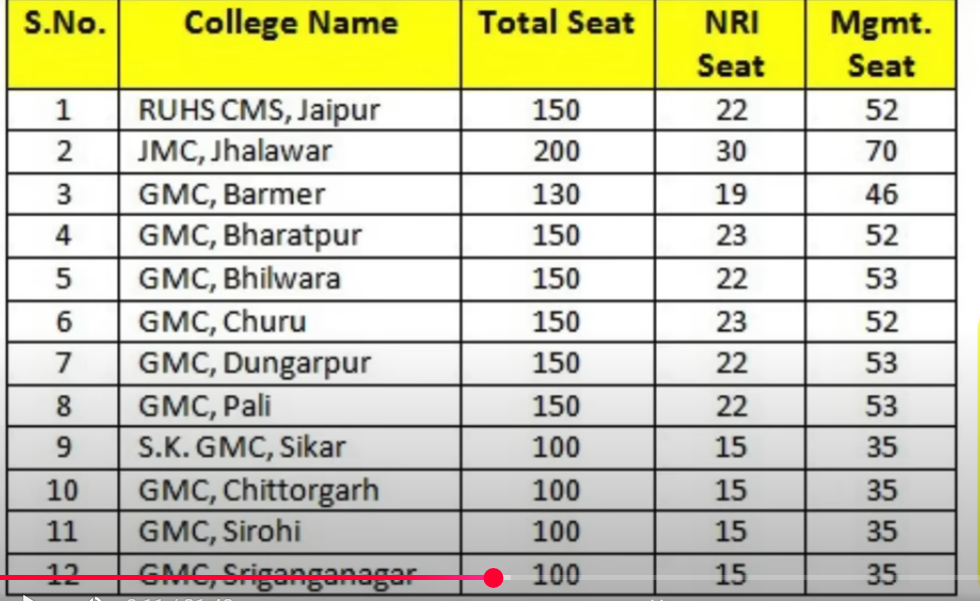 S.No. College Name Total Seat NRI Seat Mgmt. Seat
1 RUHS CMS, Jaipur 150 22 52
2 JMC, Jhalawar 200 30 70
3 GMC, Barmer 130 19 46
4 GMC, Bharatpur 150 23 52
5 GMC, Bhilwara 150 22 53
6 GMC, Churu 150 23 52
7 GMC, Dungarpur 150 22 53
8 GMC, Pali 150 22 53
9 S.K. GMC, Sikar 100 15 35
10 GMC, Chittorgarh 100 15 35
11 GMC, Sirohi 100 15 35
12 GMC, Sriganganagar 100 15 35